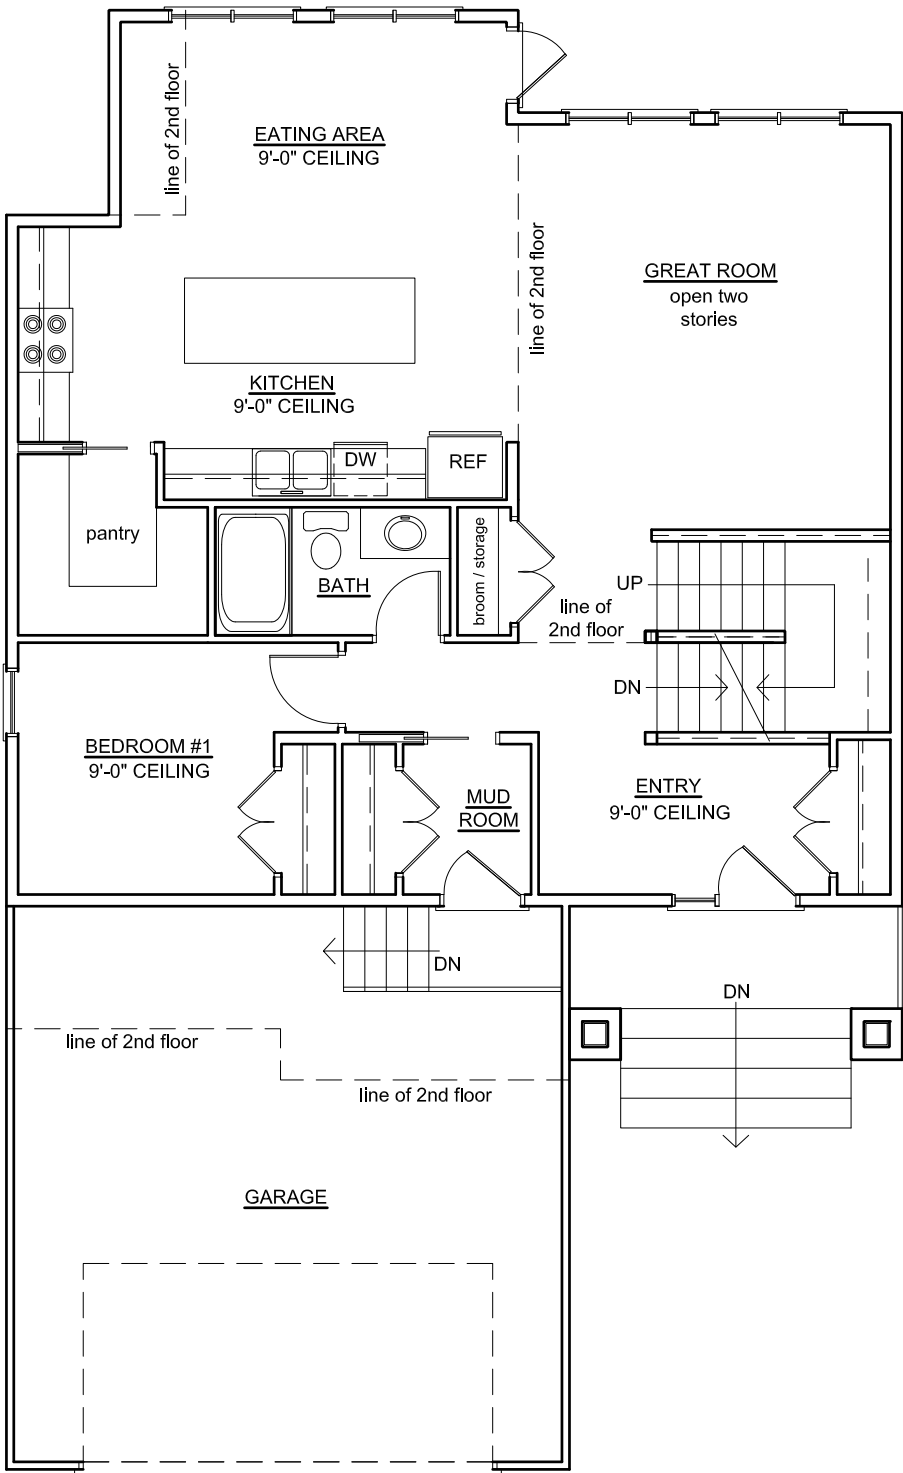 line of 2nd floor
EATING AREA
9'-0" CEILING
line of 2nd floor
GREAT ROOM
open two
stories
KITCHEN
9'-0" CEILING
DW
REF
pantry
BATH
broom / storage
line of
2nd floor
UP
DN
BEDROOM #1
9'-0" CEILING
MUD
ROOM
ENTRY
9'-0" CEILING
DN
DN
line of 2nd floor
line of 2nd floor
GARAGE